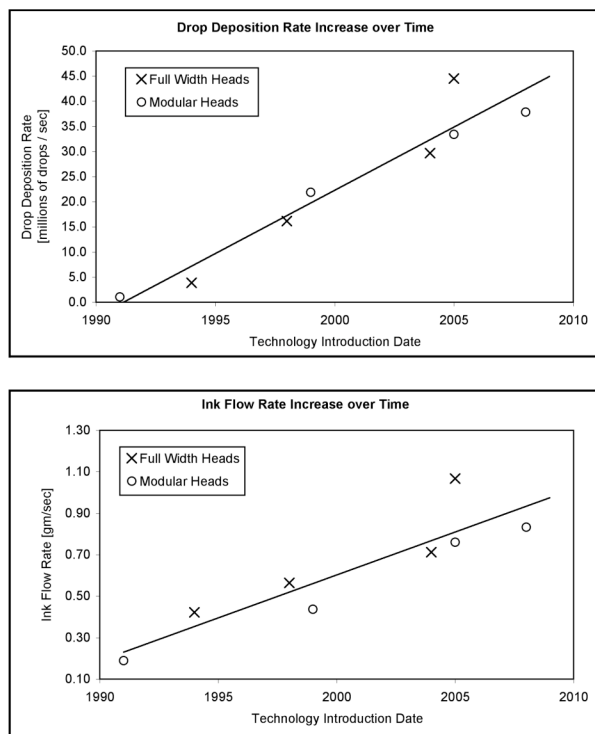 Drop Deposition Rate Increase over Time
50.0
45.0
40.0
35.0
30.0
25.0
20.0
15.0
10.0
5.0
0.0
Full Width Heads
Modular Heads
Drop Deposition Rate
[millions of drops / sec]
1990 1995 2000 2005 2010
Technology Introduction Date
Ink Flow Rate Increase over Time
1.30
1.10
0.90
0.70
0.50
0.30
0.10
Full Width Heads
Modular Heads
Ink Flow Rate [gm/sec]
1990 1995 2000 2005 2010
Technology Introduction Date